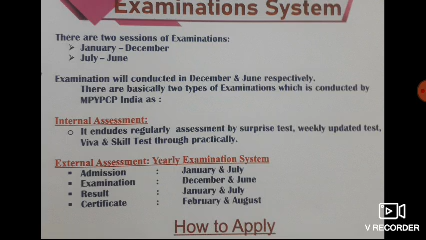 Examinations System
There are two sessions of Examinations:
➢ January – December
➢ July – June
Examination will conducted in December & June respectively.
There are basically two types of Examinations which is conducted by
MPYPCP India as :
Internal Assessment:
o It endudes regularly assessment by surprise test, weekly updated test,
Viva & Skill Test through practically.
External Assessment: Yearly Examination System
• Admission : January & July
• Examination : December & June
• Result : January & July
• Certificate : February & August
How to Apply
V RECORDER